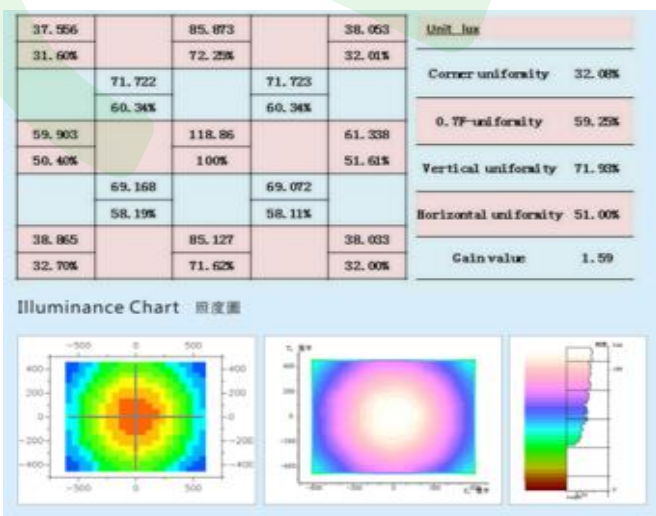 37.556 85.873 38.053 Unit lux
31.60% 72.25% 32.01%
Corner uniformity 32.08%
71.722 71.723
60.34% 60.34%
0.7F-uniformity 59.25%
59.903 118.86 61.338
50.40% 100% 51.61%
Vertical uniformity 71.93%
69.168 69.072
58.19% 58.11%
Horizontal uniformity 51.00%
38.865 85.127 38.033
32.70% 71.62% 32.00%
Gain value 1.59
Illuminance Chart 照度圖
-500 0 500
400 400
200 200
0 0
-200 -200
-400 -400
-500 0 500